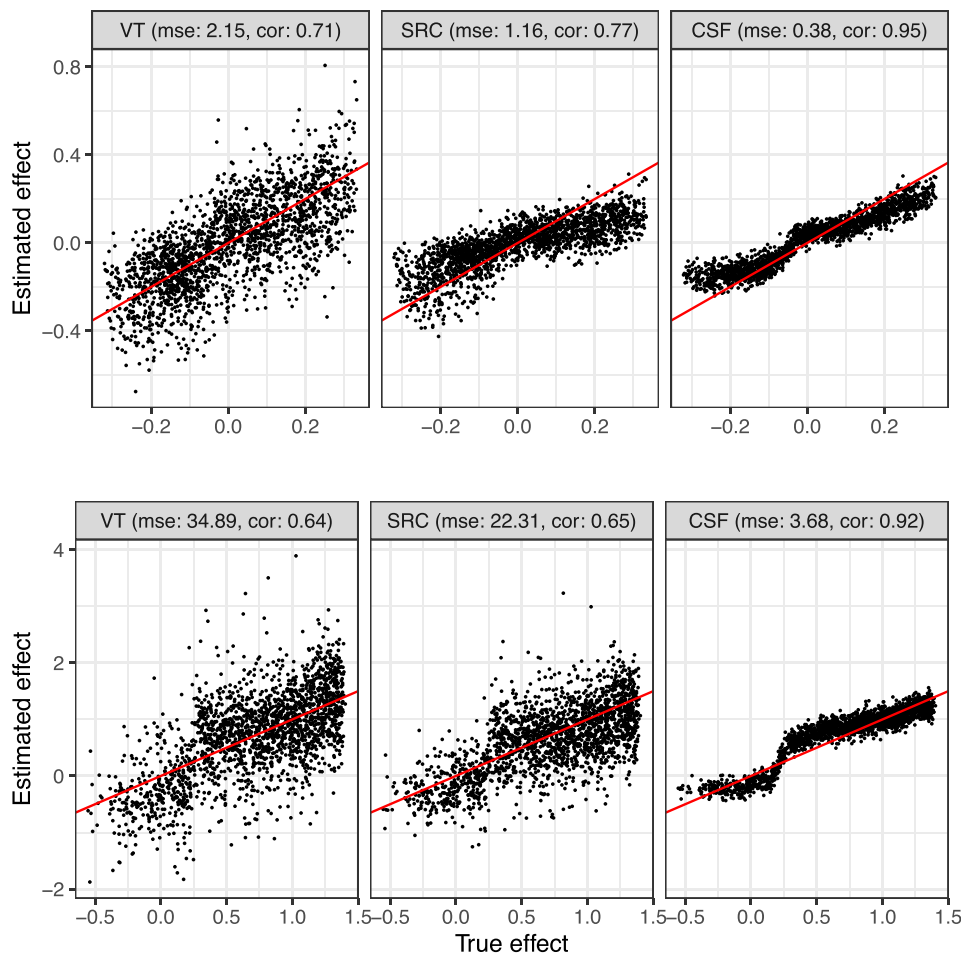 VT (mse: 2.15, cor: 0.71) SRC (mse: 1.16, cor: 0.77) CSF (mse: 0.38, cor: 0.95)
0.8
0.4
0.0
−0.4
Estimated effect
−0.2 0.0 0.2 −0.2 0.0 0.2 −0.2 0.0 0.2
VT (mse: 34.89, cor: 0.64) SRC (mse: 22.31, cor: 0.65) CSF (mse: 3.68, cor: 0.92)
4
2
0
−2
Estimated effect
−0.5 0.0 0.5 1.0 1.5 −0.5 0.0 0.5 1.0 1.5 −0.5 0.0 0.5 1.0 1.5
True effect